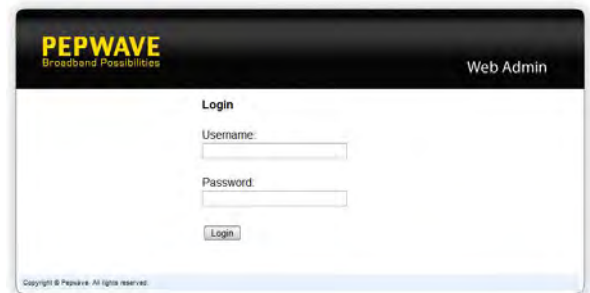 PEPWAVE
Broadband Possibilities
Web Admin
Login
Username:
Password:
Login
Copyright © Pepwave. All rights reserved.